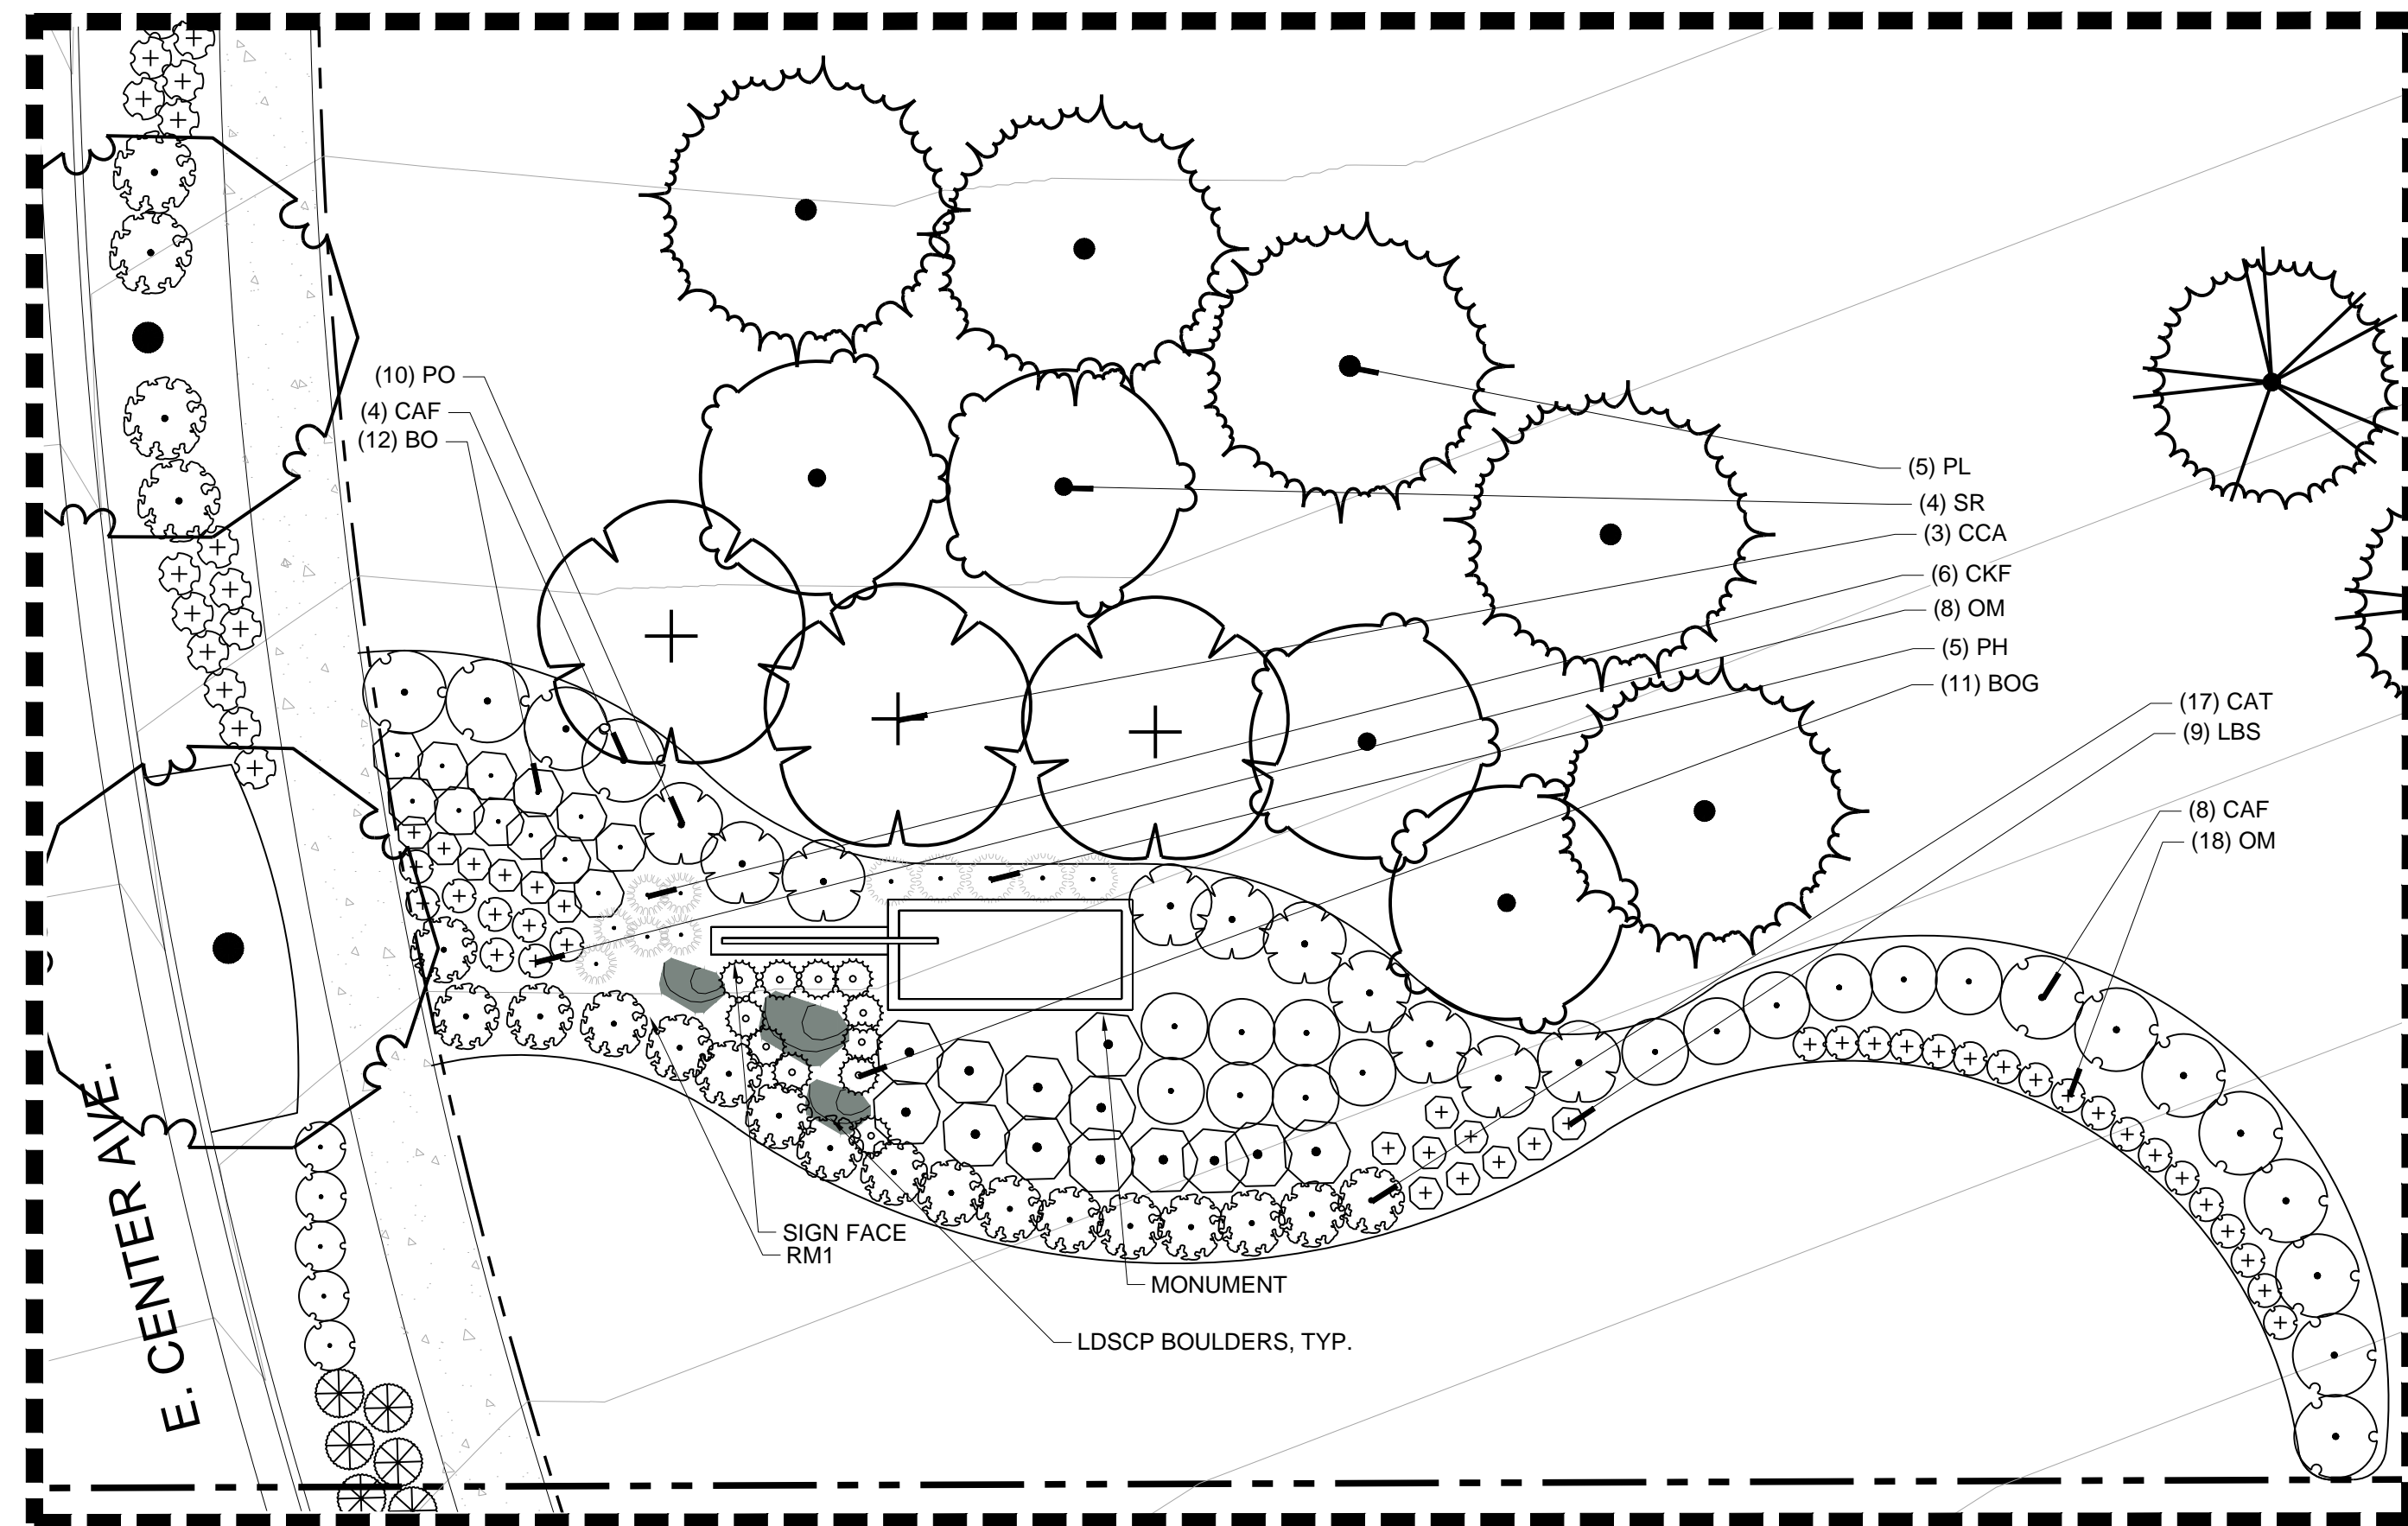 (10) PO
(4) CAF
(12) BO
(5) PL
(4) SR
(3) CCA
(6) CKF
(8) OM
(5) PH
(11) BOG
(17) CAT
(9) LBS
(8) CAF
(18) OM
E. CENTER AVE.
SIGN FACE
RM1
MONUMENT
LDSCP BOULDERS, TYP.